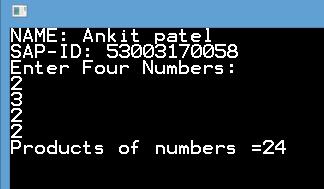 NAME: Ankit patel
SAP-ID: 53003170058
Enter Four Numbers:
2
3
2
2
Products of numbers =24